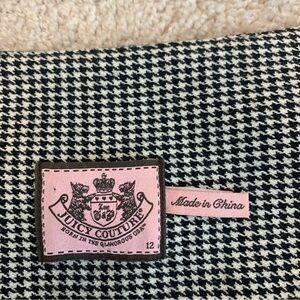 JUICY COUTURE
BORN IN THE GLAMOROUS USA
12
Made in China